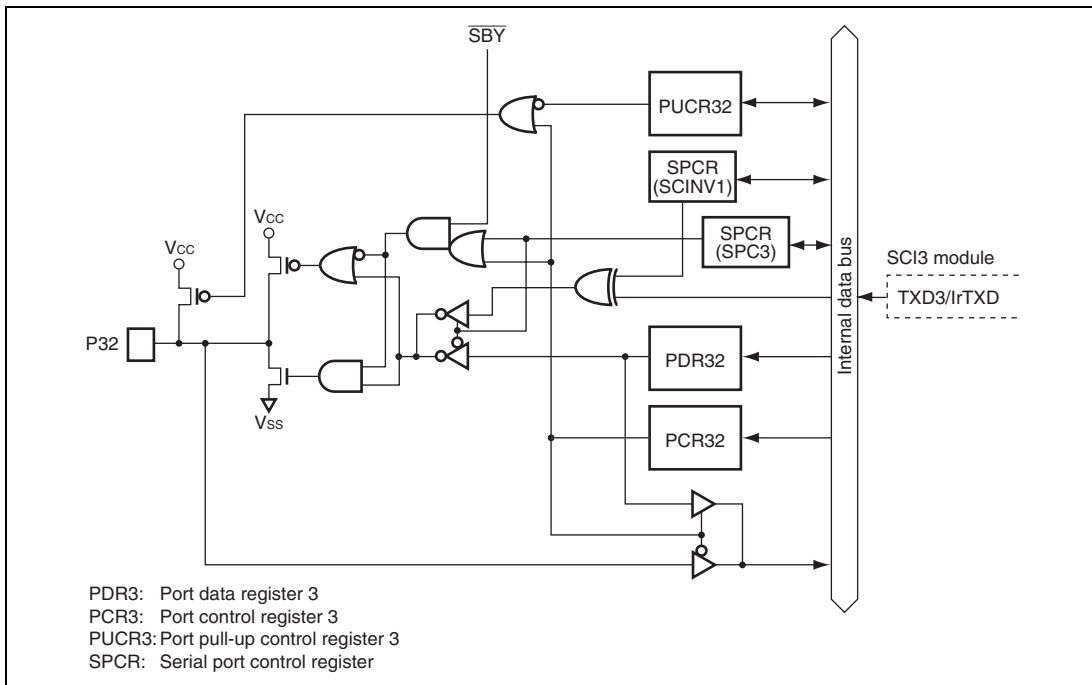 SBY
PUCR32
SPCR
(SCINV1)
VCC
SPCR
(SPC3)
VCC
SCI3 module
TXD3/IrTXD
Internal data bus
P32
PDR32
VSS
PCR32
PDR3: Port data register 3
PCR3: Port control register 3
PUCR3: Port pull-up control register 3
SPCR: Serial port control register